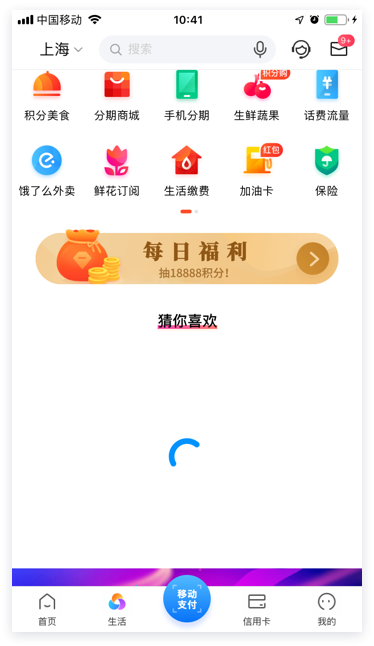 中国移动 10:41
上海 搜索 9+
积分购
积分美食 分期商城 手机分期 生鲜蔬果 话费流量
红包
饿了么外卖 鲜花订阅 生活缴费 加油卡 保险
每日福利
抽18888积分!
猜你喜欢
移动
支付
首页 生活 信用卡 我的